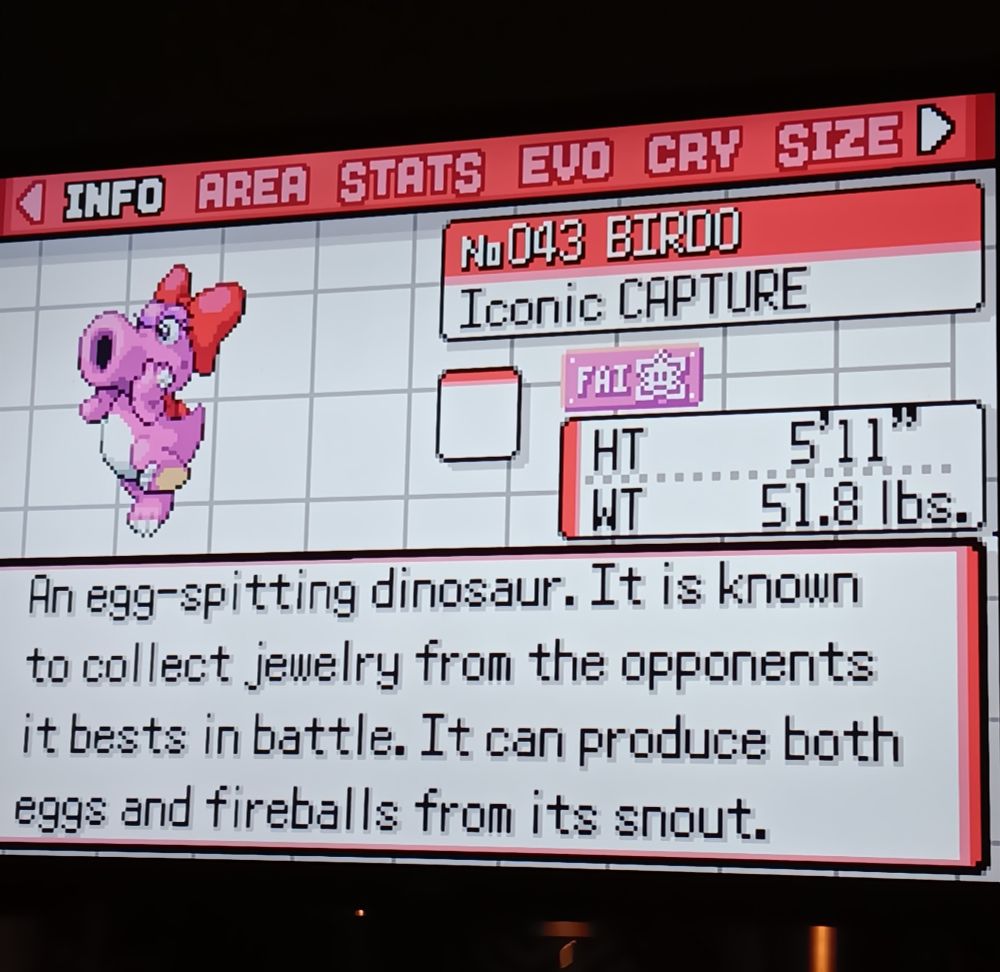 INFO AREA STATS EVO CRY SIZE
No043 BIRDO
Iconic CAPTURE
FAI
HT 5'11"
WT 51.8 lbs.
An egg-spitting dinosaur. It is known
to collect jewelry from the opponents
it bests in battle. It can produce both
eggs and fireballs from its snout.